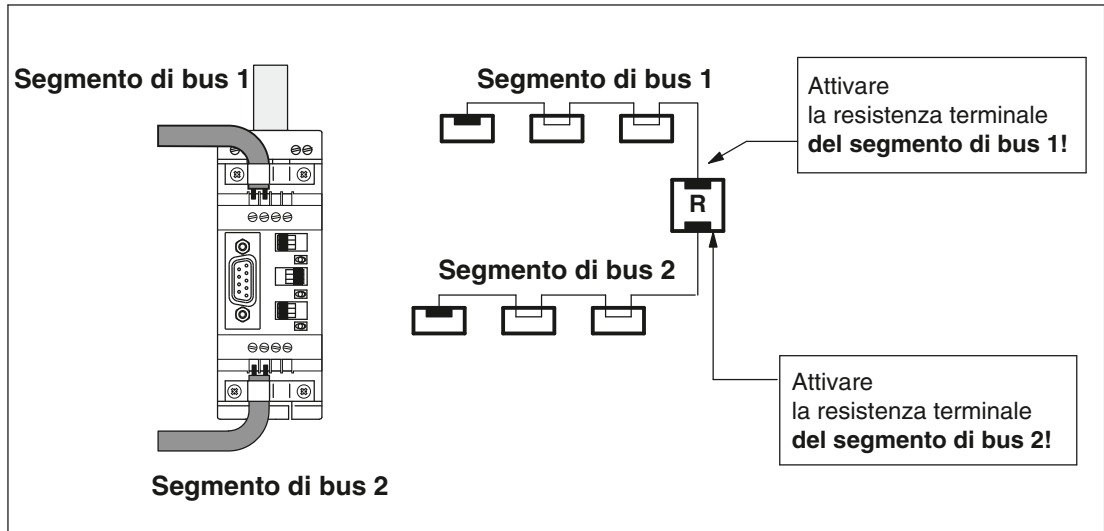 Segmento di bus 1
Segmento di bus 2
Segmento di bus 1
Segmento di bus 2
R
Attivare
la resistenza terminale
del segmento di bus 1!
Attivare
la resistenza terminale
del segmento di bus 2!